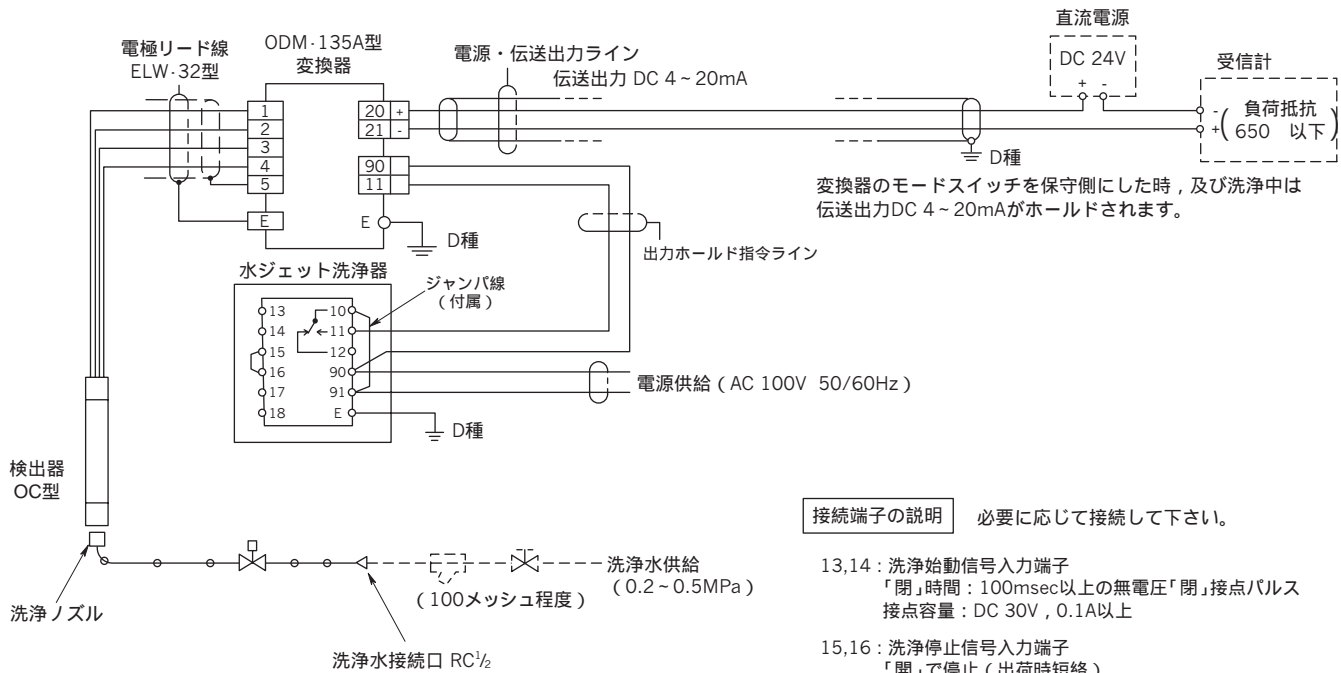 電極リード線
ELW-32型
ODM-135A型
変換器
電源・伝送出力ライン
伝送出力 DC 4~20mA
直流電源
DC 24V
+ -
受信計
- 
+
負荷抵抗
650 以下
1
2
3
4
5
E
20 +
21 -
90
11
E
D種
D種
変換器のモードスイッチを保守側にした時,及び洗浄中は
伝送出力DC 4~20mAがホールドされます。
出力ホールド指令ライン
水ジェット洗浄器
ジャンパ線
(付属)
13
14
15
16
17
18
10
11
12
90
91
E
電源供給(AC 100V 50/60Hz)
D種
検出器
OC型
洗浄ノズル
(100メッシュ程度)
洗浄水供給
(0.2~0.5MPa)
洗浄水接続口 RC1/2
接続端子の説明 必要に応じて接続して下さい。
13,14:洗浄始動信号入力端子
「閉」時間:100msec以上の無電圧「閉」接点パルス
接点容量:DC 30V,0.1A以上
15,16:洗浄停止信号入力端子
「開」で停止(出荷時短絡)